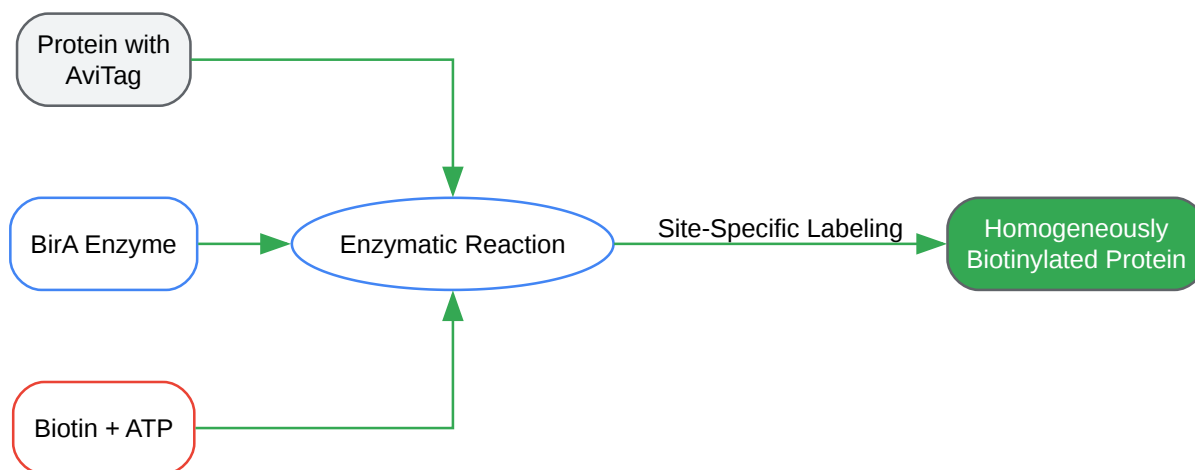 Protein with
AviTag
BirA Enzyme
Enzymatic Reaction
Site-Specific Labeling
Homogeneously
Biotinylated Protein
Biotin + ATP